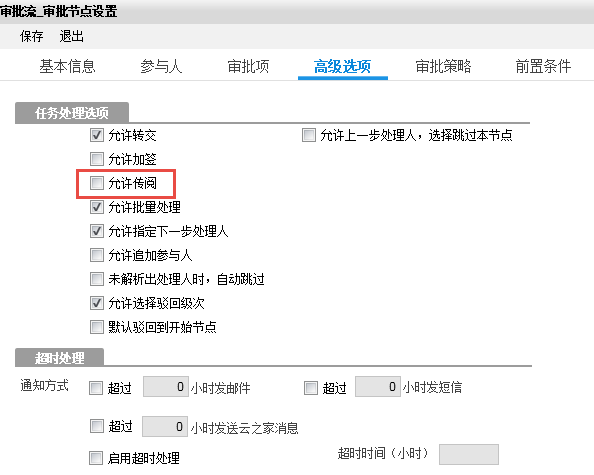 审批流_审批节点设置
保存 退出
基本信息 参与人 审批项 高级选项 审批策略 前置条件
任务处理选项
允许转交 允许上一步处理人，选择跳过本节点
允许加签
允许传阅
允许批量处理
允许指定下一步处理人
允许追加参与人
未解析出处理人时，自动跳过
允许选择驳回级次
默认驳回到开始节点
超时处理
通知方式 超过 0 小时发邮件 超过 0 小时发短信
超过 0 小时发送云之家消息
启用超时处理 超时时间（小时）